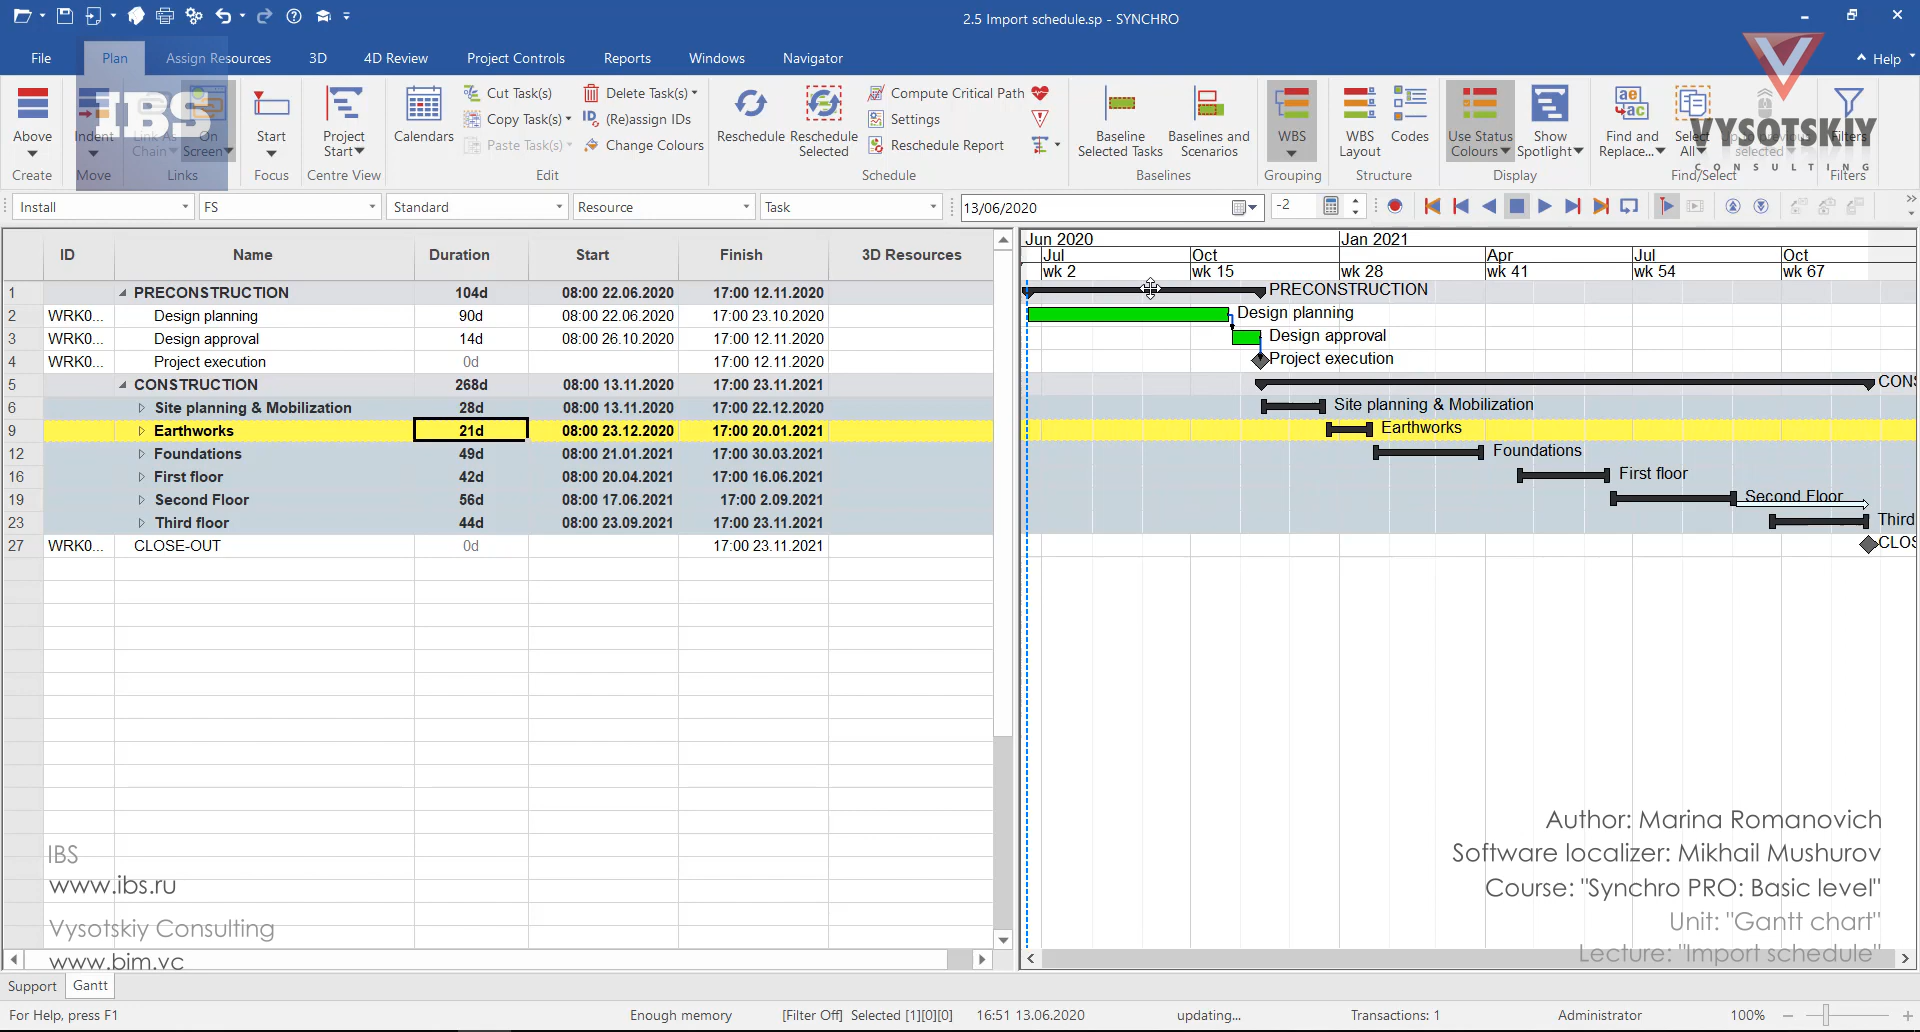 2.5 Import schedule.sp - SYNCHRO
File Plan Assign Resources 3D 4D Review Project Controls Reports Windows Navigator Help
IBS
VYSOTSKIY
CONSULTING
Above
Create
Indent
Move
Link As Chain
On Screen
Links
Start
Focus
Project Start
Centre View
Calendars
Cut Task(s)
Copy Task(s)
Paste Task(s)
Delete Task(s)
(Re)assign IDs
Change Colours
Edit
Reschedule
Reschedule Selected
Compute Critical Path
Settings
Reschedule Report
Schedule
Baseline Selected Tasks
Baselines and Scenarios
Baselines
WBS
Grouping
WBS Layout
Codes
Structure
Use Status Colours
Show Spotlight
Display
Find and Replace...
Select All
selected
Find/Select
Filters
Filters
Install FS Standard Resource Task 13/06/2020 -2
ID Name Duration Start Finish 3D Resources
1 PRECONSTRUCTION 104d 08:00 22.06.2020 17:00 12.11.2020
2 WRK0... Design planning 90d 08:00 22.06.2020 17:00 23.10.2020
3 WRK0... Design approval 14d 08:00 26.10.2020 17:00 12.11.2020
4 WRK0... Project execution 0d 17:00 12.11.2020
5 CONSTRUCTION 268d 08:00 13.11.2020 17:00 23.11.2021
6 Site planning & Mobilization 28d 08:00 13.11.2020 17:00 22.12.2020
9 Earthworks 21d 08:00 23.12.2020 17:00 20.01.2021
12 Foundations 49d 08:00 21.01.2021 17:00 30.03.2021
16 First floor 42d 08:00 20.04.2021 17:00 16.06.2021
19 Second Floor 56d 08:00 17.06.2021 17:00 2.09.2021
23 Third floor 44d 08:00 23.09.2021 17:00 23.11.2021
27 WRK0... CLOSE-OUT 0d 17:00 23.11.2021
Jun 2020 Jan 2021
Jul Oct Apr Jul Oct
wk 2 wk 15 wk 28 wk 41 wk 54 wk 67
PRECONSTRUCTION
Design planning
Design approval
Project execution
CONS
Site planning & Mobilization
Earthworks
Foundations
First floor
Second Floor
Third
CLOS
IBS
www.ibs.ru
Vysotskiy Consulting
www.bim.vc
Author: Marina Romanovich
Software localizer: Mikhail Mushurov
Course: "Synchro PRO: Basic level"
Unit: "Gantt chart"
Lecture: "Import schedule"
Support Gantt
For Help, press F1 Enough memory [Filter Off] Selected [1][0][0] 16:51 13.06.2020 updating... Transactions: 1 Administrator 100%